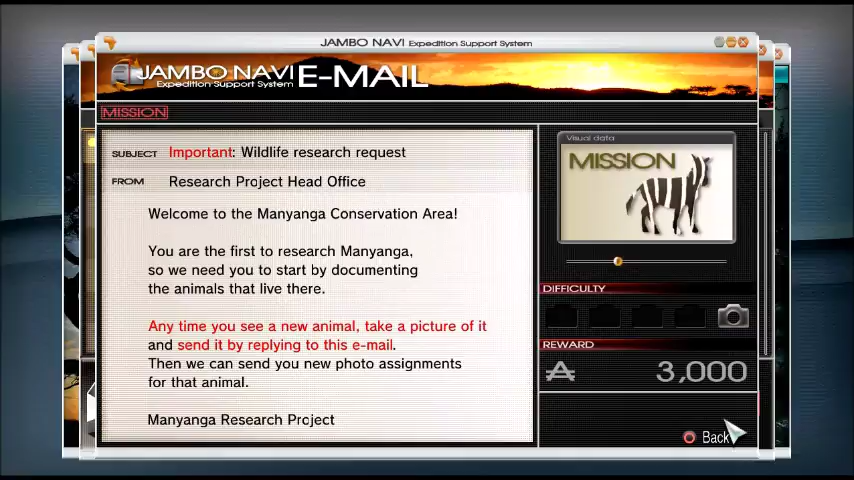 JAMBO NAVI Expedition Support System
JAMBO NAVI E-MAIL
Expedition Support System
MISSION
SUBJECT Important: Wildlife research request
FROM Research Project Head Office
Welcome to the Manyanga Conservation Area!
You are the first to research Manyanga,
so we need you to start by documenting
the animals that live there.
Any time you see a new animal, take a picture of it
and send it by replying to this e-mail.
Then we can send you new photo assignments
for that animal.
Manyanga Research Project
Visual data
MISSION
DIFFICULTY
REWARD
3,000
Back